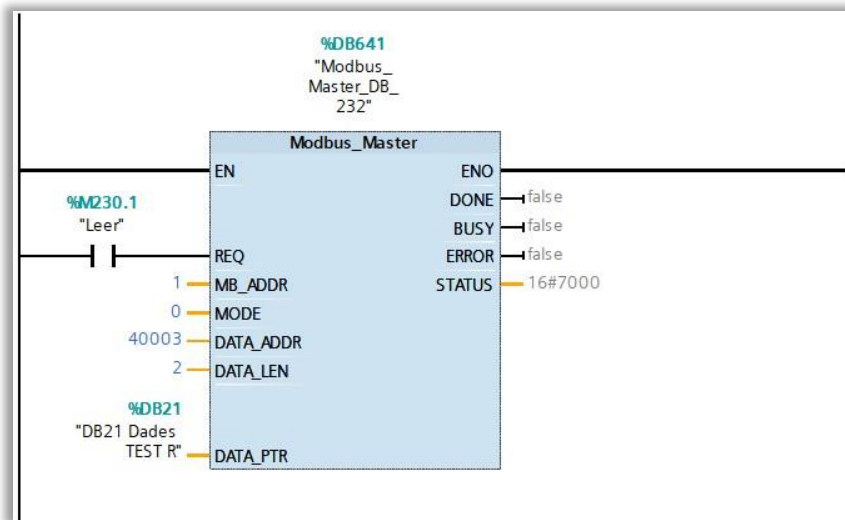 %DB641
"Modbus_
Master_DB_
232"
Modbus_Master
EN ENO
DONE false
%M230.1
"Leer"
BUSY false
ERROR false
REQ
1 MB_ADDR STATUS 16#7000
0 MODE
40003 DATA_ADDR
2 DATA_LEN
%DB21
"DB21 Dades
TEST R" DATA_PTR